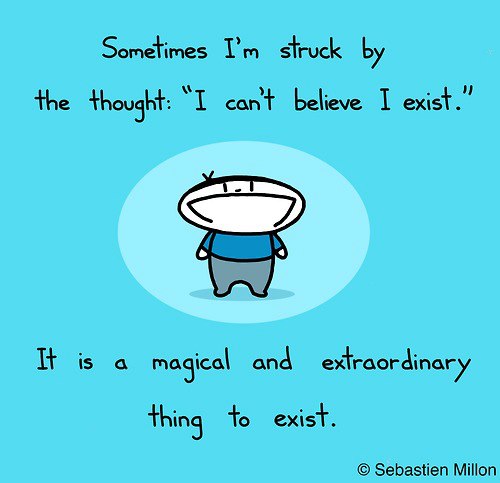 Sometimes I'm struck by
the thought: "I can't believe I exist."
It is a magical and extraordinary
thing to exist.
© Sebastien Millon